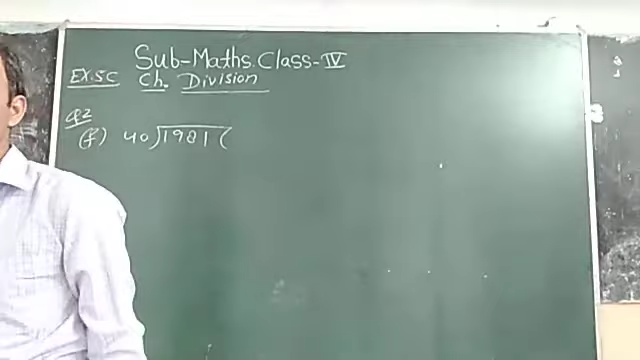 Sub-Maths. Class-IV
EX.5C Ch. Division
Q2
(f) 40)1981(